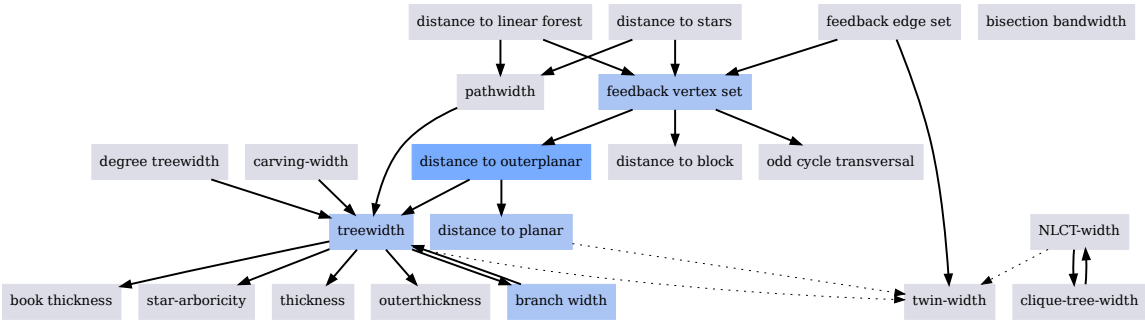 distance to linear forest
distance to stars
feedback edge set
bisection bandwidth
pathwidth
feedback vertex set
degree treewidth
carving-width
distance to outerplanar
distance to block
odd cycle transversal
treewidth
distance to planar
NLCT-width
book thickness
star-arboricity
thickness
outerthickness
branch width
twin-width
clique-tree-width